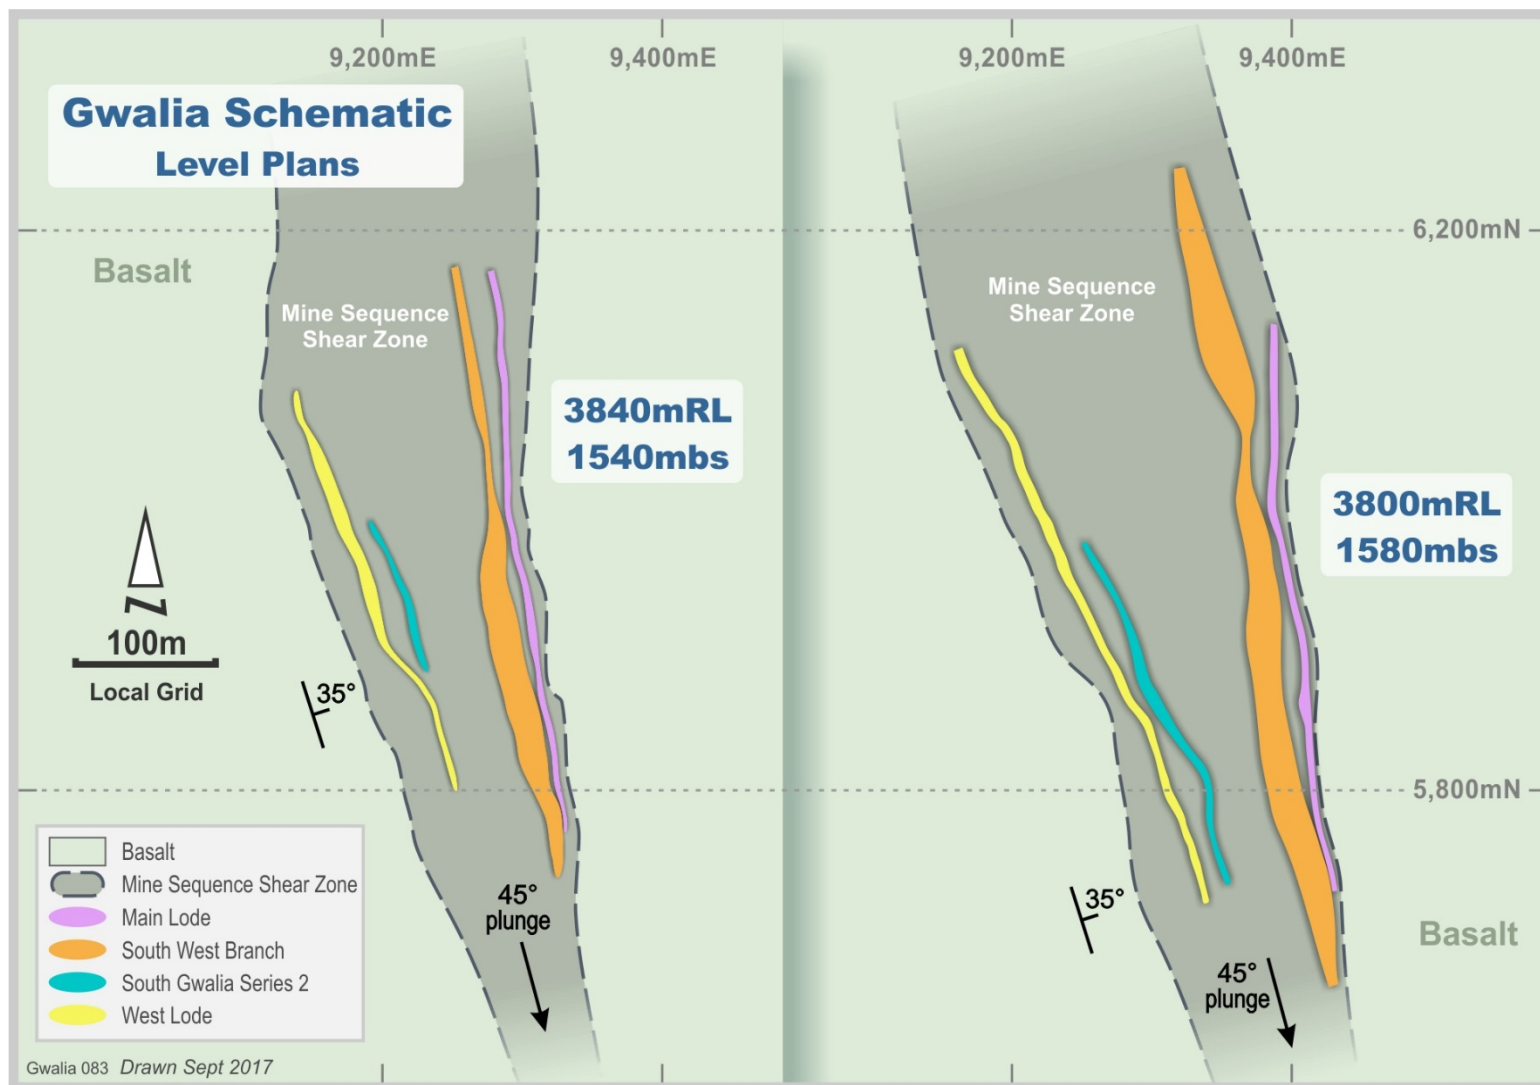 9,200mE
9,400mE
9,200mE
9,400mE
Gwalia Schematic
Level Plans
6,200mN
Basalt
Mine Sequence
Shear Zone
Mine Sequence
Shear Zone
3840mRL
1540mbs
3800mRL
1580mbs
N
100m
Local Grid
35°
5,800mN
Basalt
Mine Sequence Shear Zone
Main Lode
South West Branch
South Gwalia Series 2
West Lode
45°
plunge
35°
45°
plunge
Basalt
Gwalia 083 Drawn Sept 2017